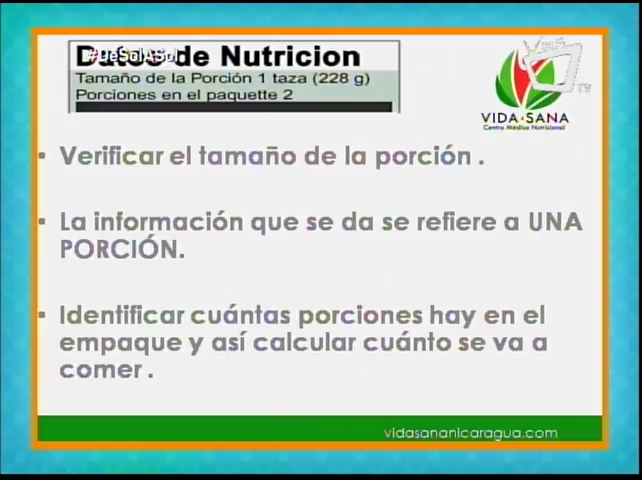 #DeSolASol
Datos de Nutricion
Tamaño de la Porción 1 taza (228 g)
Porciones en el paquette 2
TV
VIDA SANA
Centro Médico Nutricional
• Verificar el tamaño de la porción .
• La información que se da se refiere a UNA
PORCIÓN.
• Identificar cuántas porciones hay en el
empaque y así calcular cuánto se va a
comer .
vidasananicaragua.com